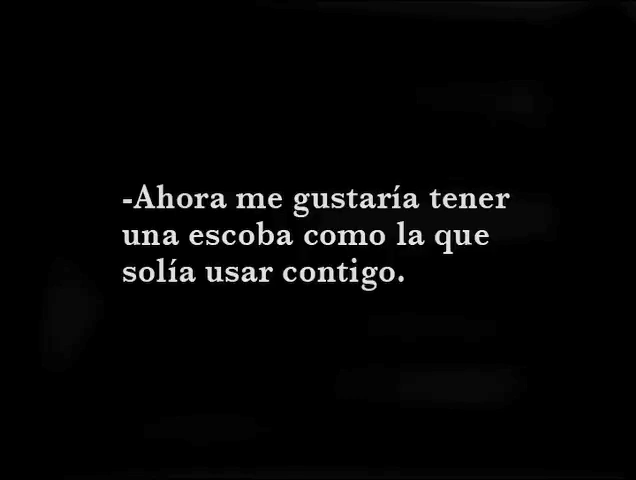 -Ahora me gustaría tener
una escoba como la que
solía usar contigo.